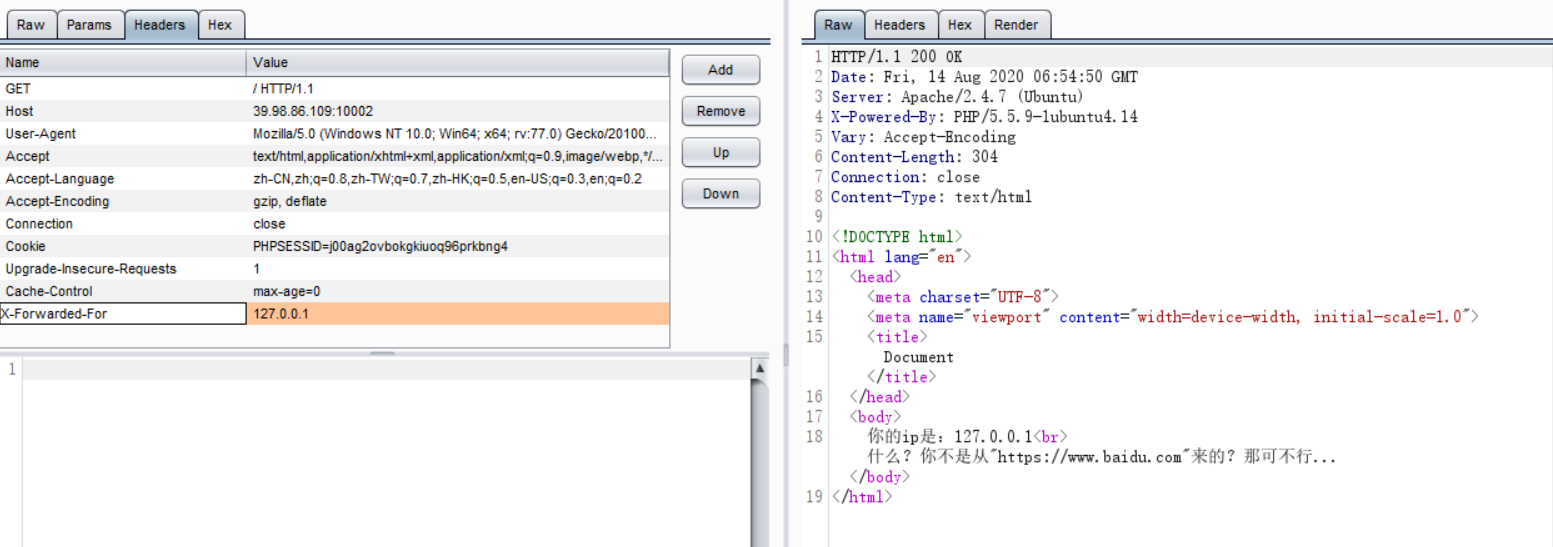 Raw Params Headers Hex
Name Value
GET / HTTP/1.1
Host 39.98.86.109:10002
User-Agent Mozilla/5.0 (Windows NT 10.0; Win64; x64; rv:77.0) Gecko/20100...
Accept text/html,application/xhtml+xml,application/xml;q=0.9,image/webp,*/...
Accept-Language zh-CN,zh;q=0.8,zh-TW;q=0.7,zh-HK;q=0.5,en-US;q=0.3,en;q=0.2
Accept-Encoding gzip, deflate
Connection close
Cookie PHPSESSID=j00ag2ovbokgkiuoq96prkbng4
Upgrade-Insecure-Requests 1
Cache-Control max-age=0
X-Forwarded-For 127.0.0.1
Add
Remove
Up
Down
1
Raw Headers Hex Render
1 HTTP/1.1 200 OK
2 Date: Fri, 14 Aug 2020 06:54:50 GMT
3 Server: Apache/2.4.7 (Ubuntu)
4 X-Powered-By: PHP/5.5.9-1ubuntu4.14
5 Vary: Accept-Encoding
6 Content-Length: 304
7 Connection: close
8 Content-Type: text/html
9
10 <!DOCTYPE html>
11 <html lang="en">
12 <head>
13 <meta charset="UTF-8">
14 <meta name="viewport" content="width=device-width, initial-scale=1.0">
15 <title>
Document
</title>
16 </head>
17 <body>
18 你的ip是：127.0.0.1<br>
什么？你不是从"https://www.baidu.com"来的？那可不行...
</body>
19 </html>